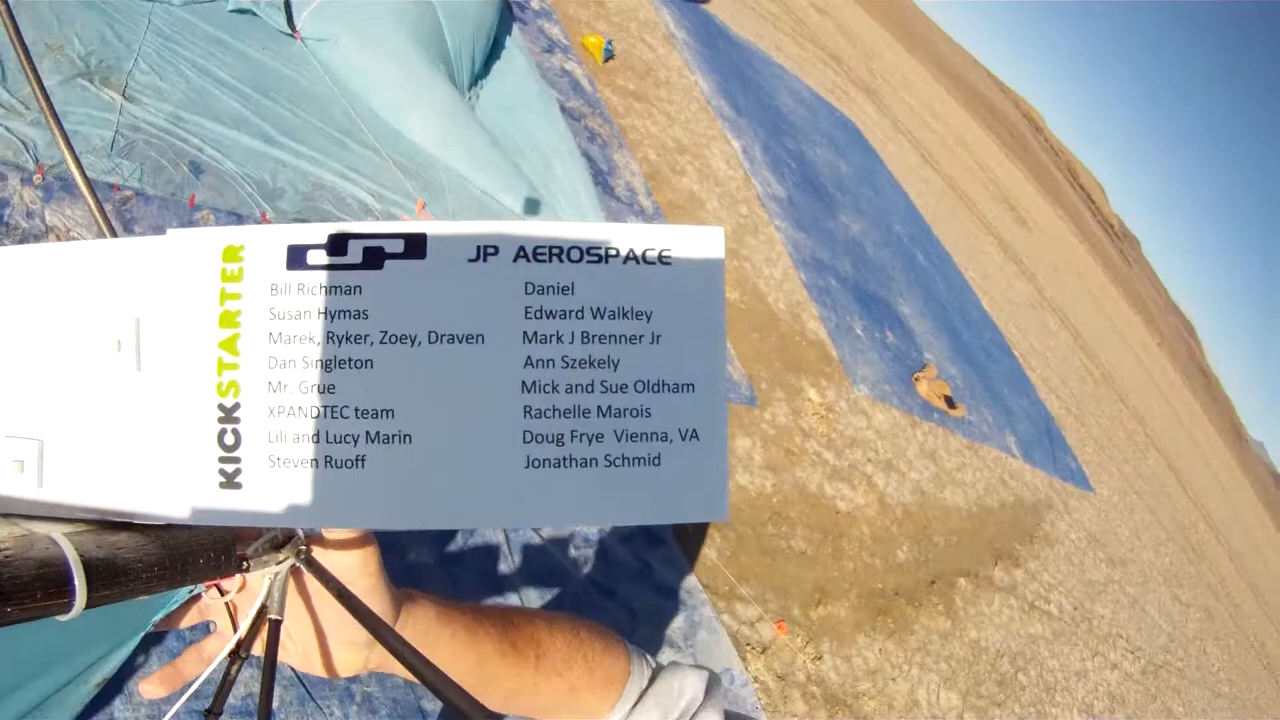 KICKSTARTER
JP AEROSPACE
Bill Richman
Susan Hymas
Marek, Ryker, Zoey, Draven
Dan Singleton
Mr. Grue
XPANDTEC team
Lili and Lucy Marin
Steven Ruoff
Daniel
Edward Walkley
Mark J Brenner Jr
Ann Szekely
Mick and Sue Oldham
Rachelle Marois
Doug Frye Vienna, VA
Jonathan Schmid